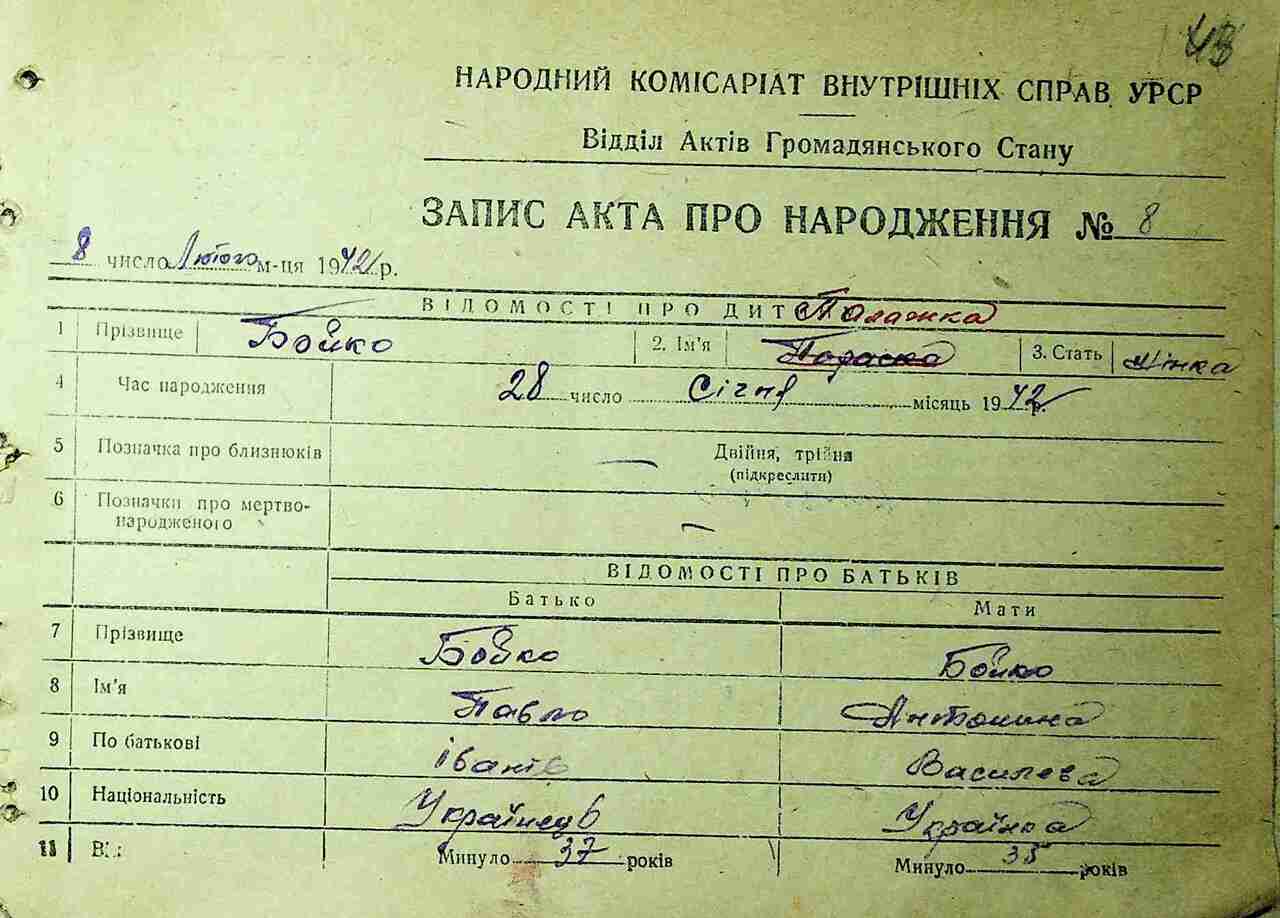 43
НАРОДНИЙ КОМІСАРІАТ ВНУТРІШНІХ СПРАВ УРСР
Відділ Актів Громадянського Стану
ЗАПИС АКТА ПРО НАРОДЖЕННЯ № 8
8 число Лютого м-ця 1942 р.
ВІДОМОСТІ ПРО ДИТ
Палажка
1 Прізвище Бойко 2. Ім'я Параска 3. Стать жінка
4 Час народження 28 число Січня місяць 1942 р.
5 Позначка про близнюків — Двійня, трійня
(підкреслити)
6 Позначки про мертво-
народженого —
ВІДОМОСТІ ПРО БАТЬКІВ
Батько Мати
7 Прізвище Бойко Бойко
8 Ім'я Павло Антонина
9 По батькові Іванів Василева
10 Національність Українець Українка
11 Вік Минуло 37 років Минуло 35 років